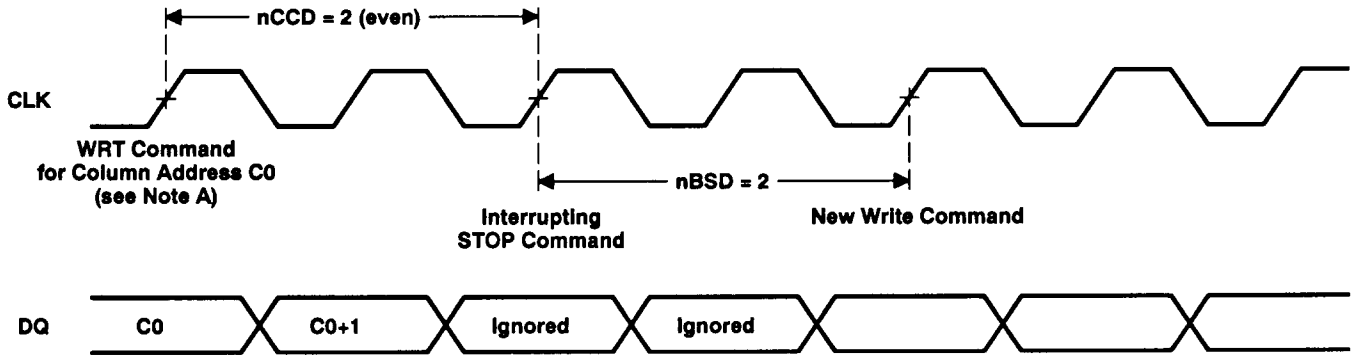 nCCD = 2 (even)
CLK
WRT Command
for Column Address C0
(see Note A)
nBSD = 2
Interrupting
STOP Command
New Write Command
DQ
C0
C0+1
Ignored
Ignored